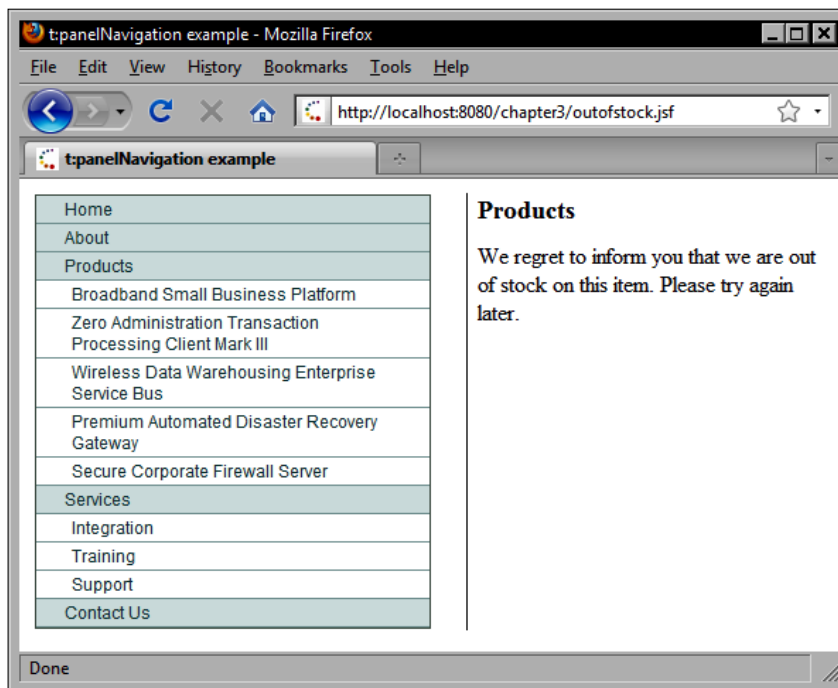 t:panelNavigation example - Mozilla Firefox
File Edit View History Bookmarks Tools Help
http://localhost:8080/chapter3/outofstock.jsf
t:panelNavigation example
Home
About
Products
Broadband Small Business Platform
Zero Administration Transaction
Processing Client Mark III
Wireless Data Warehousing Enterprise
Service Bus
Premium Automated Disaster Recovery
Gateway
Secure Corporate Firewall Server
Services
Integration
Training
Support
Contact Us
Products
We regret to inform you that we are out
of stock on this item. Please try again
later.
Done